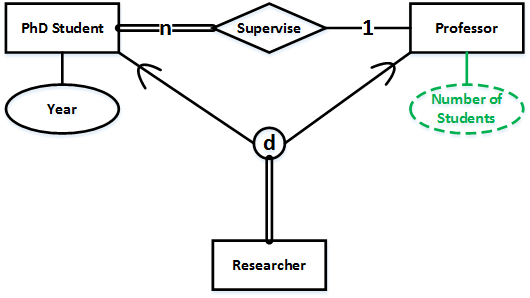 PhD Student
n
Supervise
1
Professor
Year
Number of
Students
d
Researcher